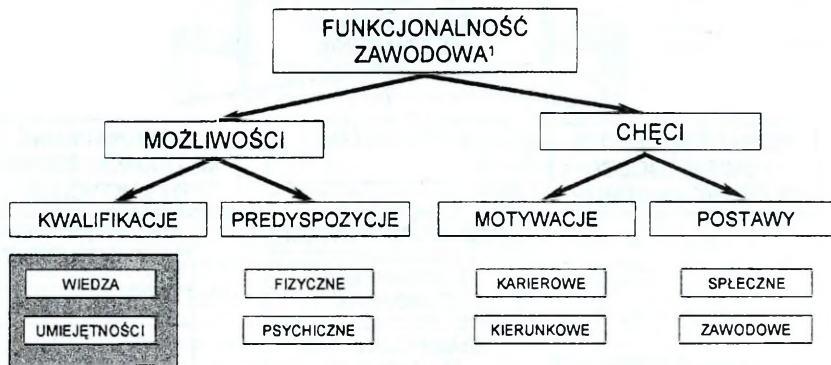 FUNKCJONALNOŚĆ
ZAWODOWA¹
MOŻLIWOŚCI
CHĘCI
KWALIFIKACJE
PREDYSPOZYCJE
MOTYWACJE
POSTAWY
WIEDZA
FIZYCZNE
KARIEROWE
SPŁECZNE
UMIEJĘTNOŚCI
PSYCHICZNE
KIERUNKOWE
ZAWODOWE